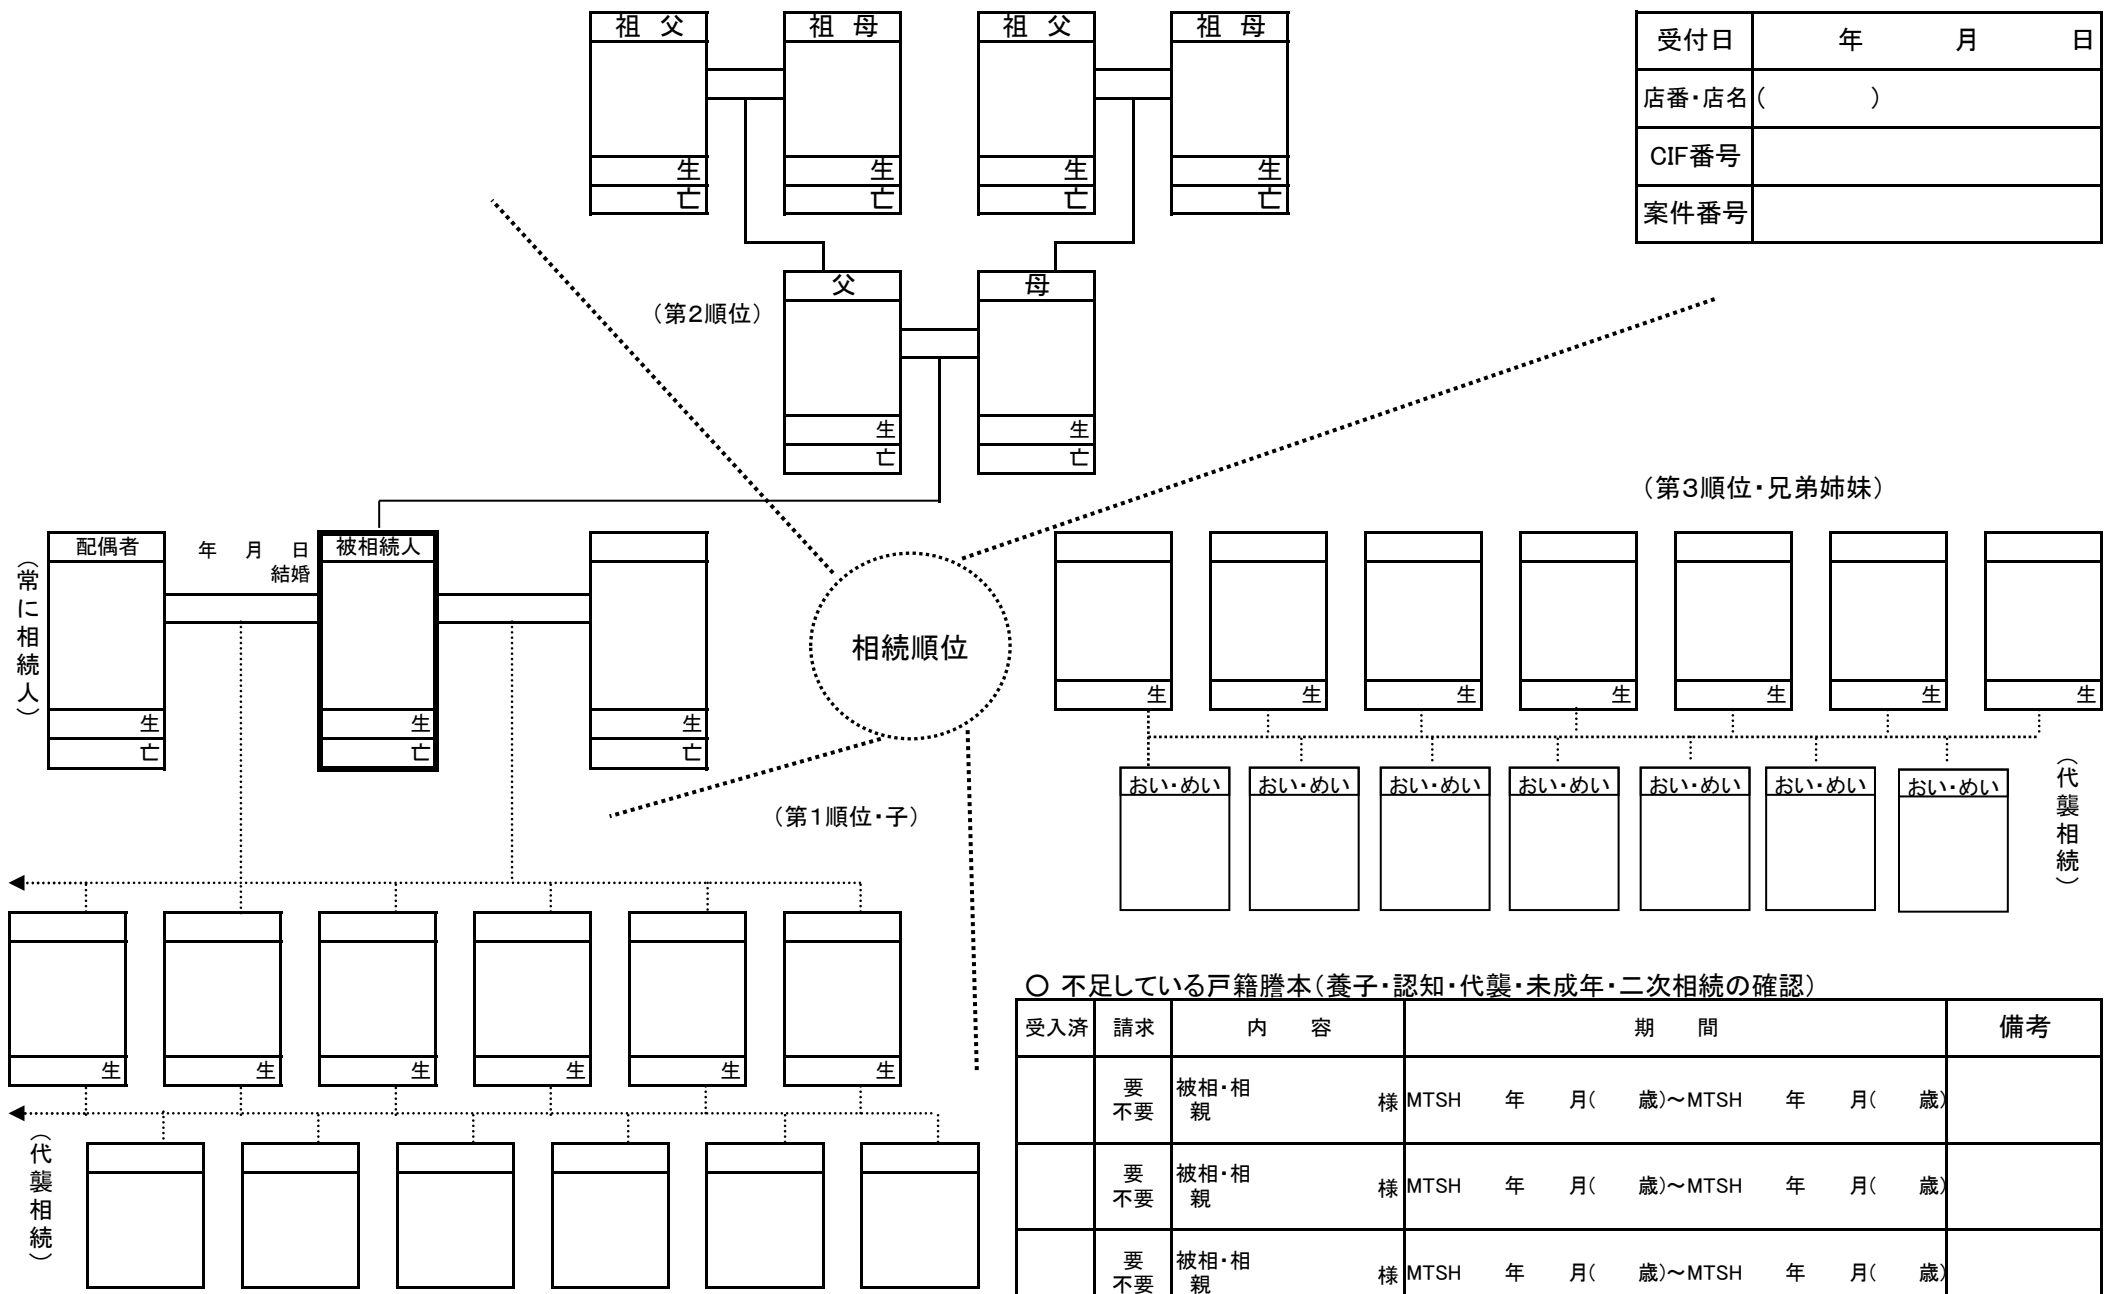 祖 父
祖 母
祖 父
祖 母
生
生
生
生
亡
亡
亡
亡
受付日 年 月 日
店番・店名 ( )
CIF番号
案件番号
父
母
(第2順位)
生
生
亡
亡
(第3順位・兄弟姉妹)
(常に相続人)
配偶者
年 月 日
結婚
被相続人
相続順位
生
生
生
亡
亡
亡
生
生
生
生
生
生
生
おい・めい
おい・めい
おい・めい
おい・めい
おい・めい
おい・めい
おい・めい
(代襲相続)
(第1順位・子)
生
生
生
生
生
生
(代襲相続)
○ 不足している戸籍謄本(養子・認知・代襲・未成年・二次相続の確認)
受入済 請求 内 容 期 間 備考
要 被相・相
不要 親 様 MTSH 年 月( 歳)～MTSH 年 月( 歳)
要 被相・相
不要 親 様 MTSH 年 月( 歳)～MTSH 年 月( 歳)
要 被相・相
不要 親 様 MTSH 年 月( 歳)～MTSH 年 月( 歳)